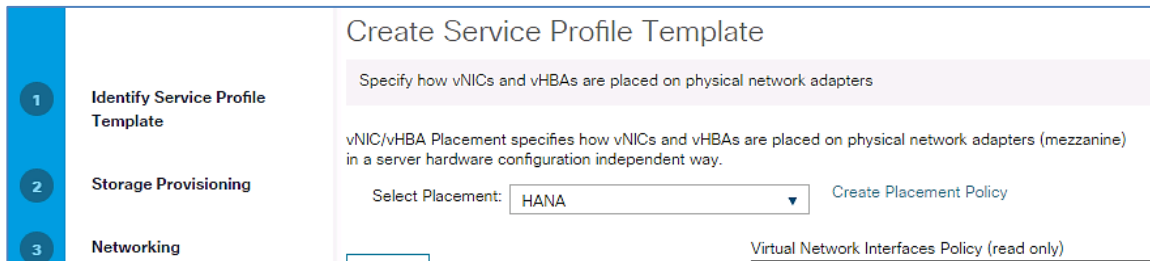 Create Service Profile Template
Specify how vNICs and vHBAs are placed on physical network adapters
1
Identify Service Profile
Template
vNIC/vHBA Placement specifies how vNICs and vHBAs are placed on physical network adapters (mezzanine)
in a server hardware configuration independent way.
2
Storage Provisioning
Select Placement: HANA Create Placement Policy
3
Networking
Virtual Network Interfaces Policy (read only)